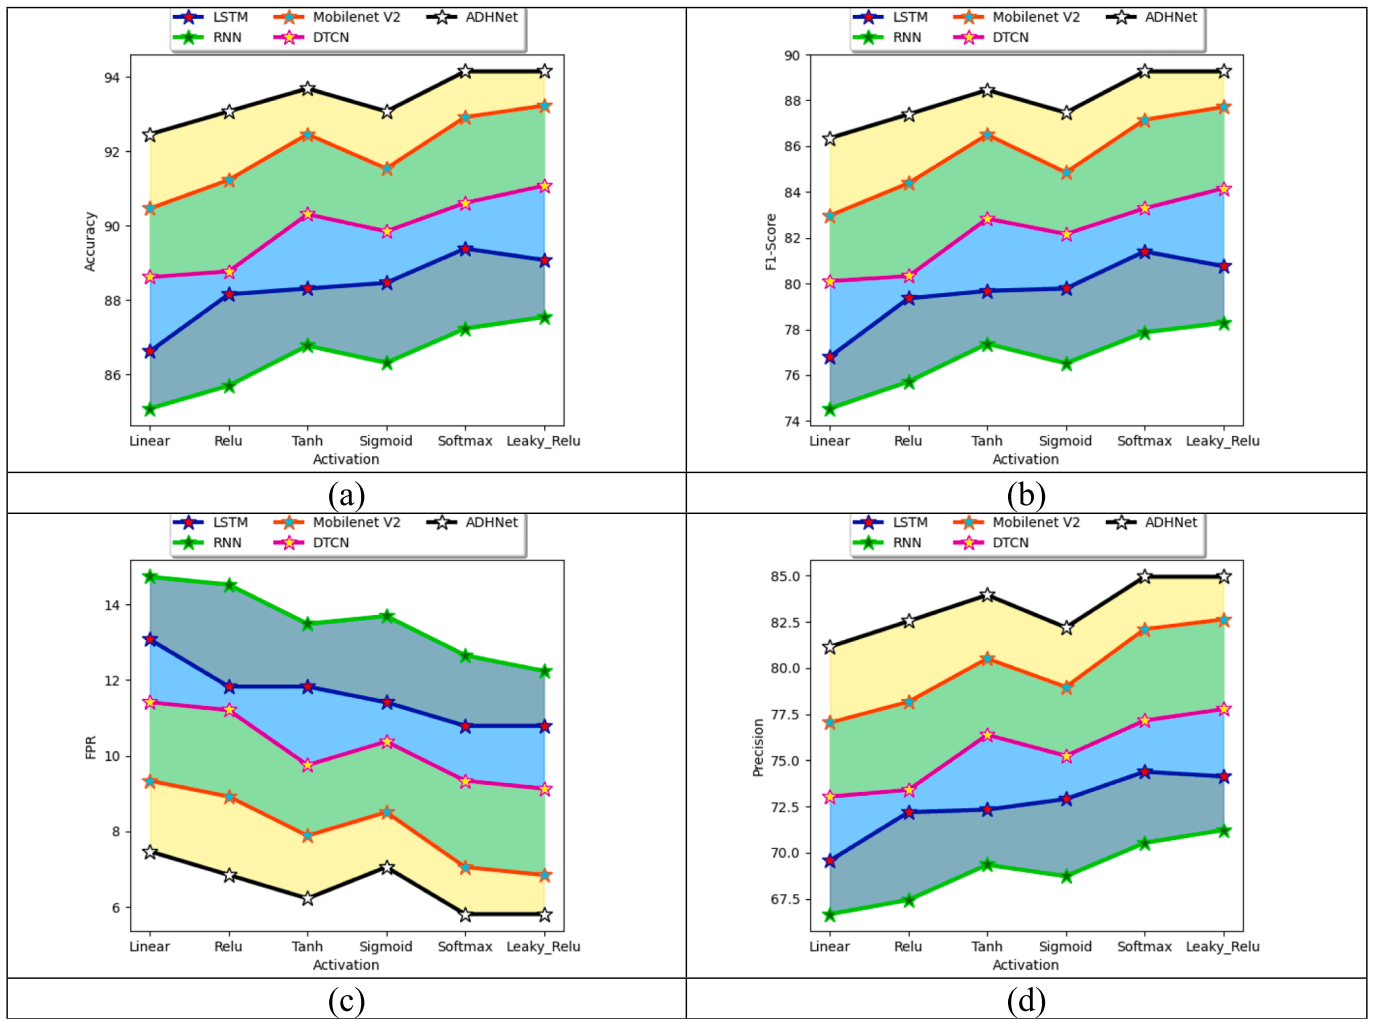 LSTM Mobilenet V2 ADHNet
RNN DTCN
94
92
90
88
86
Accuracy
Linear Relu Tanh Sigmoid Softmax Leaky_Relu
Activation
LSTM Mobilenet V2 ADHNet
RNN DTCN
90
88
86
84
82
80
78
76
74
F1-Score
Linear Relu Tanh Sigmoid Softmax Leaky_Relu
Activation
(a)
(b)
LSTM Mobilenet V2 ADHNet
RNN DTCN
14
12
10
8
6
FPR
Linear Relu Tanh Sigmoid Softmax Leaky_Relu
Activation
LSTM Mobilenet V2 ADHNet
RNN DTCN
85.0
82.5
80.0
77.5
75.0
72.5
70.0
67.5
Precision
Linear Relu Tanh Sigmoid Softmax Leaky_Relu
Activation
(c)
(d)